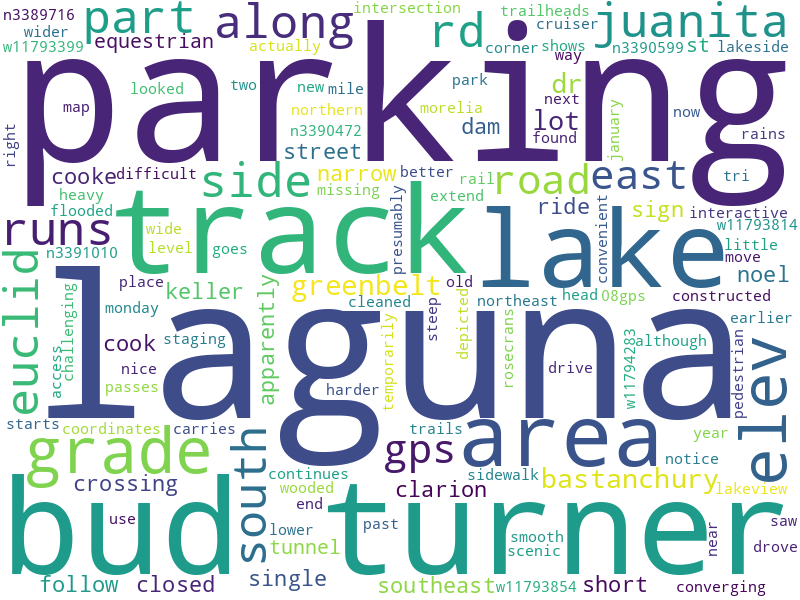 n3389716 part along intersection trailheads juanita
wider rd cruiser
w11793399 equestrian actually corner shows n3390599 st lakeside
parking
looked two new mile park way
map northern morelia dr next now
right n3390472 dam lot found january rains
street
cooke difficult side narrow better road east tri
heavy missing rail extend
flooded track presumably lake ride convenient sign interactive
runs wide w11793814
n3391010 level goes little
euclid place keller greenbelt cleaned old northeast head 08gps move noel
monday apparently constructed
challenging laguna steep depicted earlier
access cook staging temporarily rosecrans w11794283 although pedestrian elev
nice drive
passes harder
starts coordinates carries trails area year
grade south gps sidewalk notice
crossing continues clarion bastanchury lakeview
wooded
bud use end past turner near saw
lower smooth
tunnel scenic drove
follow closed single southeast w11793854 short converging